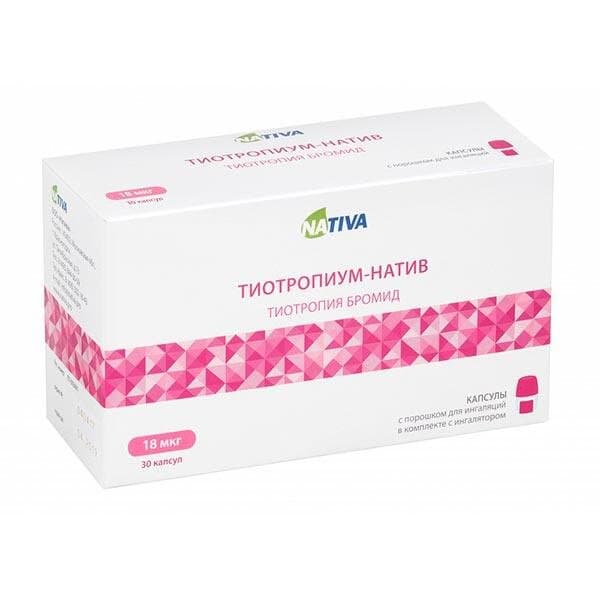 NATIVA
ТИОТРОПИУМ-НАТИВ
ТИОТРОПИЯ БРОМИД
КАПСУЛЫ
с порошком для ингаляций
18 мкг
30 капсул
NATIVA
ТИОТРОПИУМ-НАТИВ
ТИОТРОПИЯ БРОМИД
КАПСУЛЫ
с порошком для ингаляций
в комплекте с ингалятором
18 мкг
30 капсул